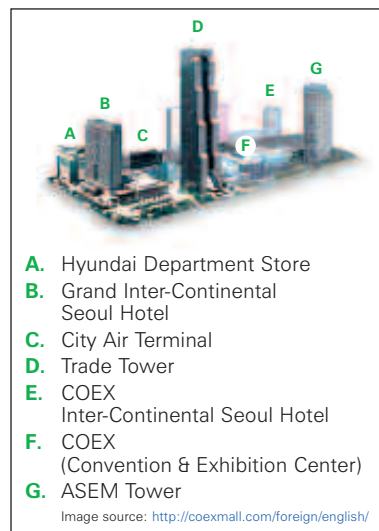 D
G
B
E
A
C
F
A. Hyundai Department Store
B. Grand Inter-Continental
Seoul Hotel
C. City Air Terminal
D. Trade Tower
E. COEX
Inter-Continental Seoul Hotel
F. COEX
(Convention & Exhibition Center)
G. ASEM Tower
Image source: http://coexmall.com/foreign/english/